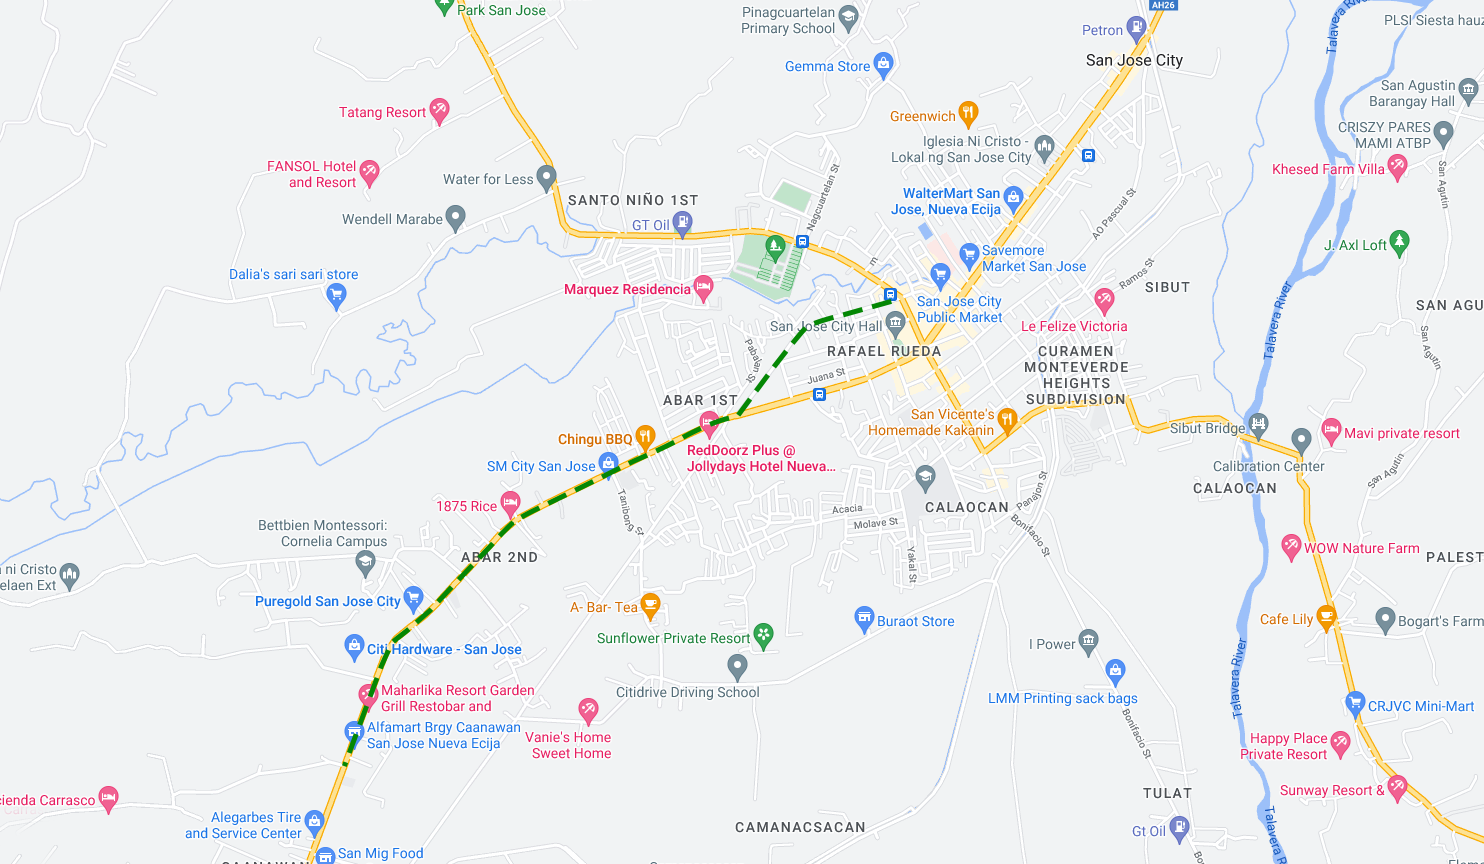 Park San Jose
Pinagcuartelan
Primary School
AH26
Petron
San Jose City
Talavera River
PLSI Siesta hauz
Gemma Store
Tatang Resort
Greenwich
Iglesia Ni Cristo -
Lokal ng San Jose City
San Agustin
Barangay Hall
CRISZY PARES
MAMI ATBP
Khesed Farm Villa
San Agutin
FANSOL Hotel
and Resort
Water for Less
Wendell Marabe
SANTO NIÑO 1ST
GT Oil
Nagcuartelan St
WalterMart San
Jose, Nueva Ecija
AO Pascual St
J. Axl Loft
Dalia's sari sari store
Marquez Residencia
m
Savemore
Market San Jose
Ramos St
SIBUT
San Jose City
Public Market
Le Felize Victoria
SAN AGU
San Jose City Hall
RAFAEL RUEDA
Talavera River
San Agutin
Pabalan St
Juana St
CURAMEN
MONTEVERDE
HEIGHTS
SUBDIVISION
ABAR 1ST
San Vicente's
Homemade Kakanin
Sibut Bridge
Mavi private resort
Chingu BBQ
RedDoorz Plus @
Jollydays Hotel Nueva...
SM City San Jose
Calibration Center
CALAOCAN
San Agutin
1875 Rice
Tanibong St
Acacia
Molave St
Yakal St
CALAOCAN
Panajon St
Bonifacio St
Bettbien Montessori:
Cornelia Campus
ABAR 2ND
WOW Nature Farm
PALEST
a ni Cristo
elaen Ext
Puregold San Jose City
A- Bar- Tea
Buraot Store
Cafe Lily
Bogart's Farm
Sunflower Private Resort
Citi Hardware - San Jose
I Power
Talavera River
Citidrive Driving School
Maharlika Resort Garden
Grill Restobar and
LMM Printing sack bags
CRJVC Mini-Mart
Alfamart Brgy Caanawan
San Jose Nueva Ecija
Vanie's Home
Sweet Home
Bonifacio St
Happy Place
Private Resort
cienda Carrasco
TULAT
Sunway Resort &
Alegarbes Tire
and Service Center
CAMANACSACAN
Gt Oil
Talavera R
San Mig Food
CAANAWAN
Bo